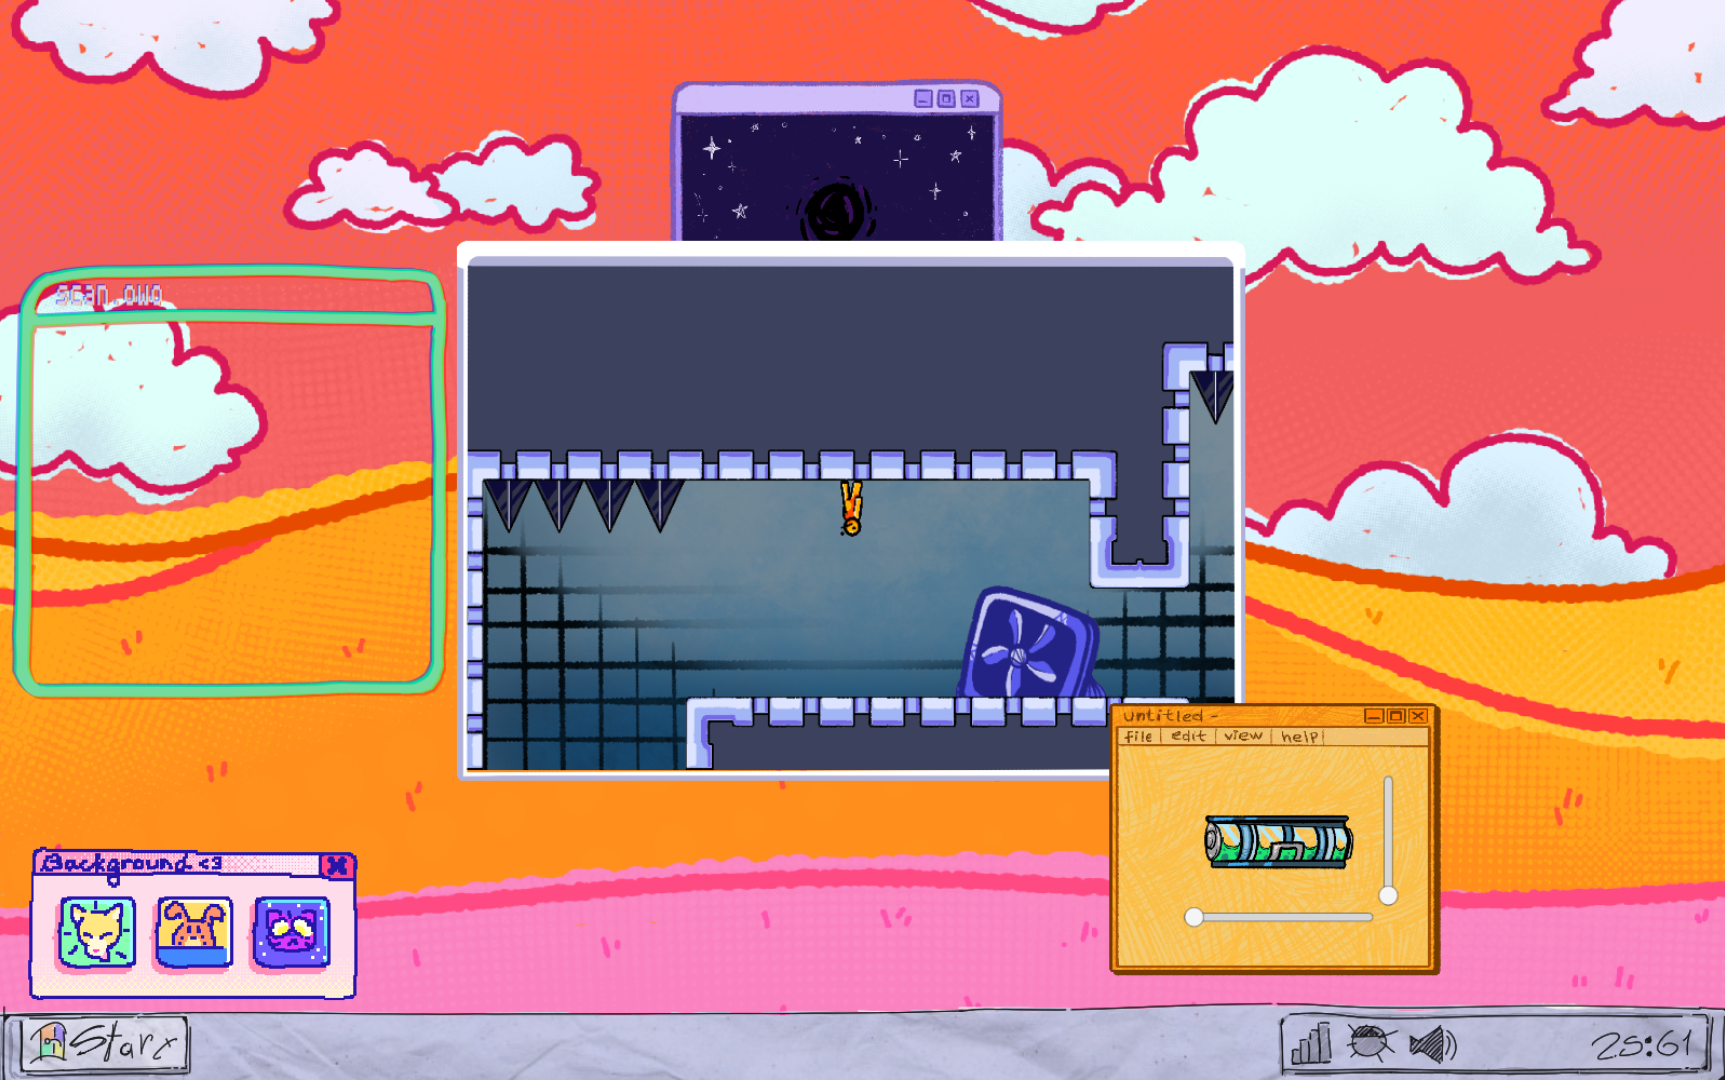 scan.owo
untitled -
file edit view help
Background <3
Start
25:61